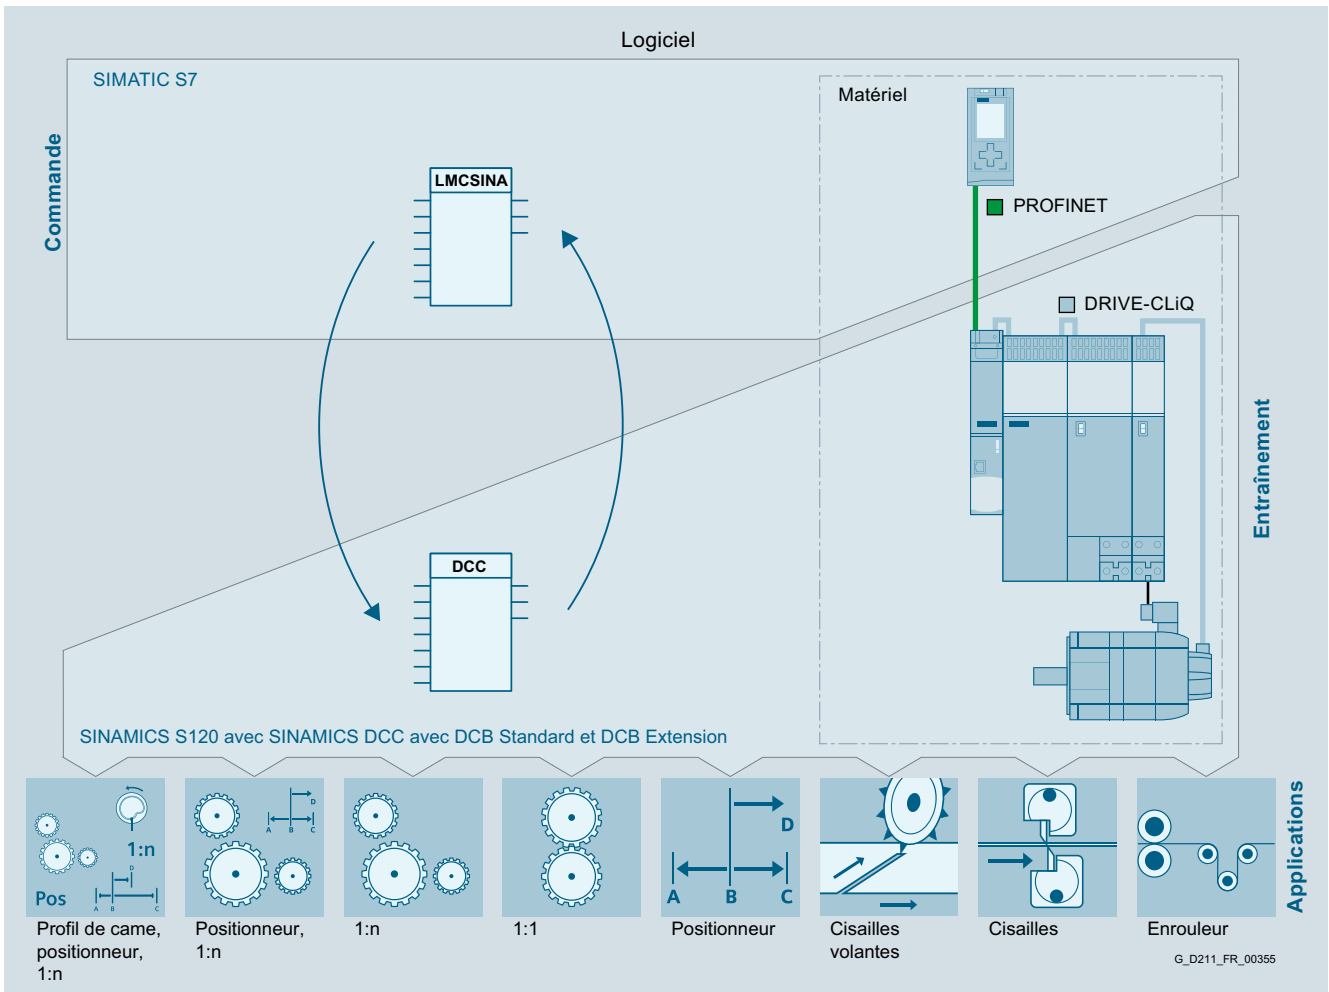 Logiciel
SIMATIC S7
Matériel
Commande
LMCSINA
PROFINET
DRIVE-CLiQ
Entraînement
DCC
SINAMICS S120 avec SINAMICS DCC avec DCB Standard et DCB Extension
1:n
Pos
D
A B C
D
A B C
D
A B C
Applications
Profil de came,
positionneur,
1:n
Positionneur,
1:n
1:n
1:1
Positionneur
Cisailles
volantes
Cisailles
Enrouleur
G_D211_FR_00355